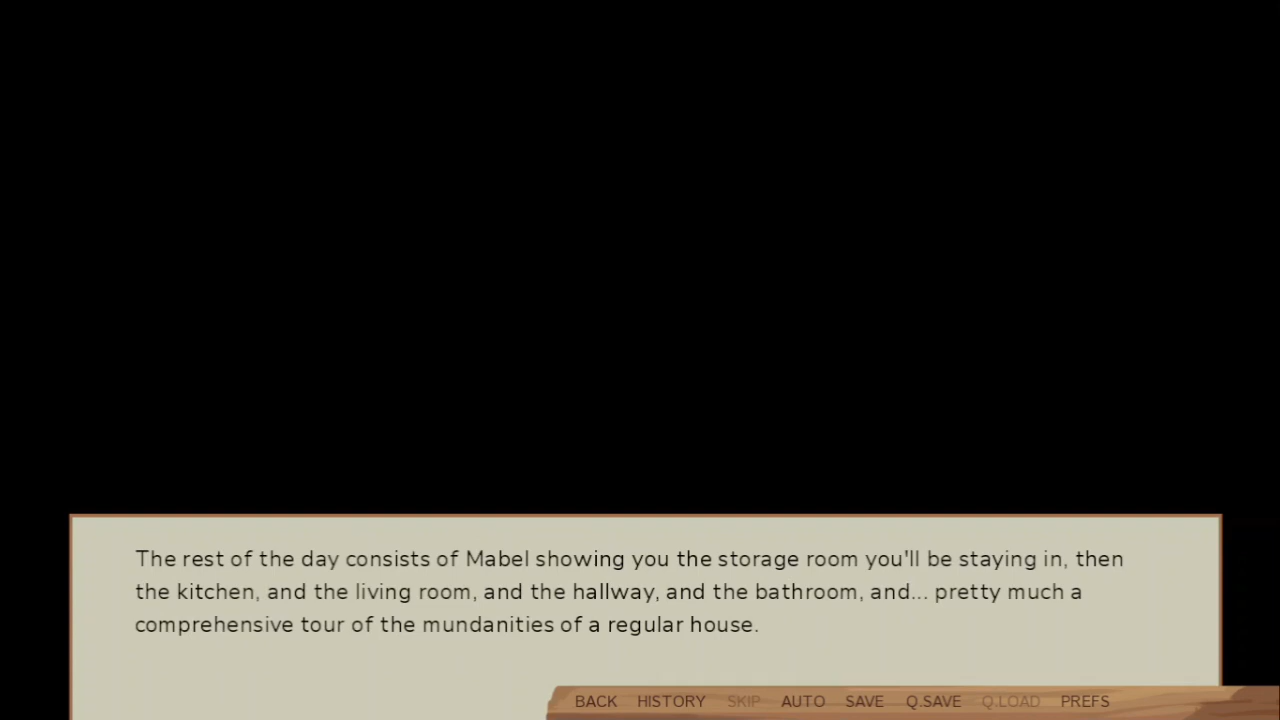 The rest of the day consists of Mabel showing you the storage room you'll be staying in, then
the kitchen, and the living room, and the hallway, and the bathroom, and... pretty much a
comprehensive tour of the mundanities of a regular house.
BACK HISTORY SKIP AUTO SAVE Q.SAVE Q.LOAD PREFS